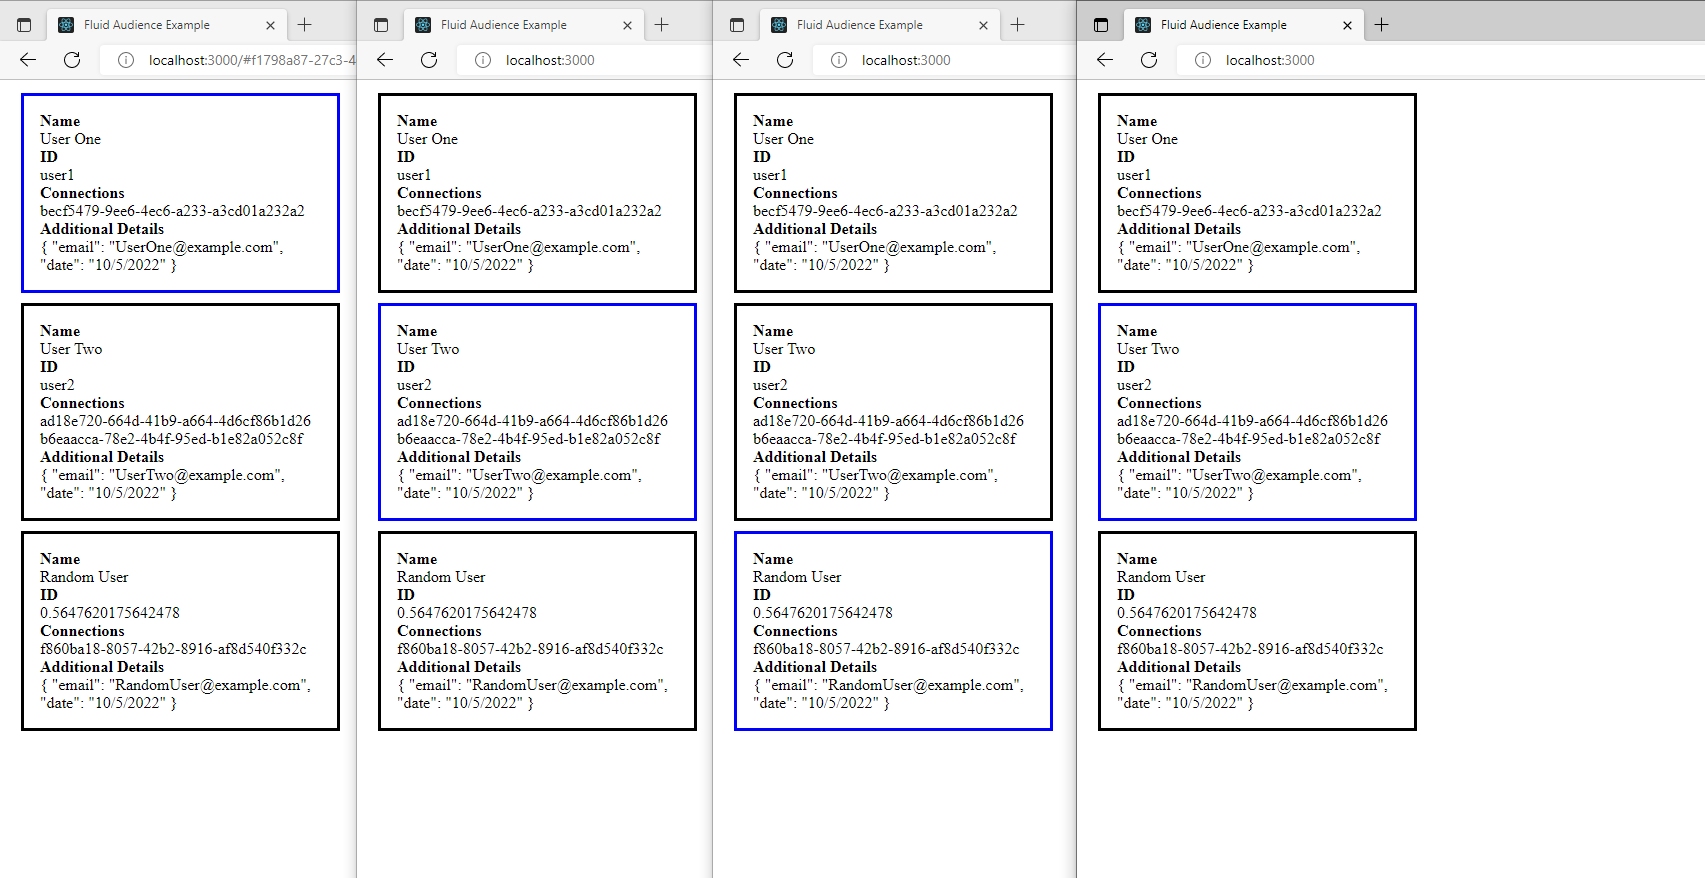 Fluid Audience Example
localhost:3000/#f1798a87-27c3-4
Name
User One
ID
user1
Connections
becf5479-9ee6-4ec6-a233-a3cd01a232a2
Additional Details
{ "email": "UserOne@example.com",
"date": "10/5/2022" }
Name
User Two
ID
user2
Connections
ad18e720-664d-41b9-a664-4d6cf86b1d26
b6eaacca-78e2-4b4f-95ed-b1e82a052c8f
Additional Details
{ "email": "UserTwo@example.com",
"date": "10/5/2022" }
Name
Random User
ID
0.5647620175642478
Connections
f860ba18-8057-42b2-8916-af8d540f332c
Additional Details
{ "email": "RandomUser@example.com",
"date": "10/5/2022" }
Fluid Audience Example
localhost:3000
Name
User One
ID
user1
Connections
becf5479-9ee6-4ec6-a233-a3cd01a232a2
Additional Details
{ "email": "UserOne@example.com",
"date": "10/5/2022" }
Name
User Two
ID
user2
Connections
ad18e720-664d-41b9-a664-4d6cf86b1d26
b6eaacca-78e2-4b4f-95ed-b1e82a052c8f
Additional Details
{ "email": "UserTwo@example.com",
"date": "10/5/2022" }
Name
Random User
ID
0.5647620175642478
Connections
f860ba18-8057-42b2-8916-af8d540f332c
Additional Details
{ "email": "RandomUser@example.com",
"date": "10/5/2022" }
Fluid Audience Example
localhost:3000
Name
User One
ID
user1
Connections
becf5479-9ee6-4ec6-a233-a3cd01a232a2
Additional Details
{ "email": "UserOne@example.com",
"date": "10/5/2022" }
Name
User Two
ID
user2
Connections
ad18e720-664d-41b9-a664-4d6cf86b1d26
b6eaacca-78e2-4b4f-95ed-b1e82a052c8f
Additional Details
{ "email": "UserTwo@example.com",
"date": "10/5/2022" }
Name
Random User
ID
0.5647620175642478
Connections
f860ba18-8057-42b2-8916-af8d540f332c
Additional Details
{ "email": "RandomUser@example.com",
"date": "10/5/2022" }
Fluid Audience Example
localhost:3000
Name
User One
ID
user1
Connections
becf5479-9ee6-4ec6-a233-a3cd01a232a2
Additional Details
{ "email": "UserOne@example.com",
"date": "10/5/2022" }
Name
User Two
ID
user2
Connections
ad18e720-664d-41b9-a664-4d6cf86b1d26
b6eaacca-78e2-4b4f-95ed-b1e82a052c8f
Additional Details
{ "email": "UserTwo@example.com",
"date": "10/5/2022" }
Name
Random User
ID
0.5647620175642478
Connections
f860ba18-8057-42b2-8916-af8d540f332c
Additional Details
{ "email": "RandomUser@example.com",
"date": "10/5/2022" }